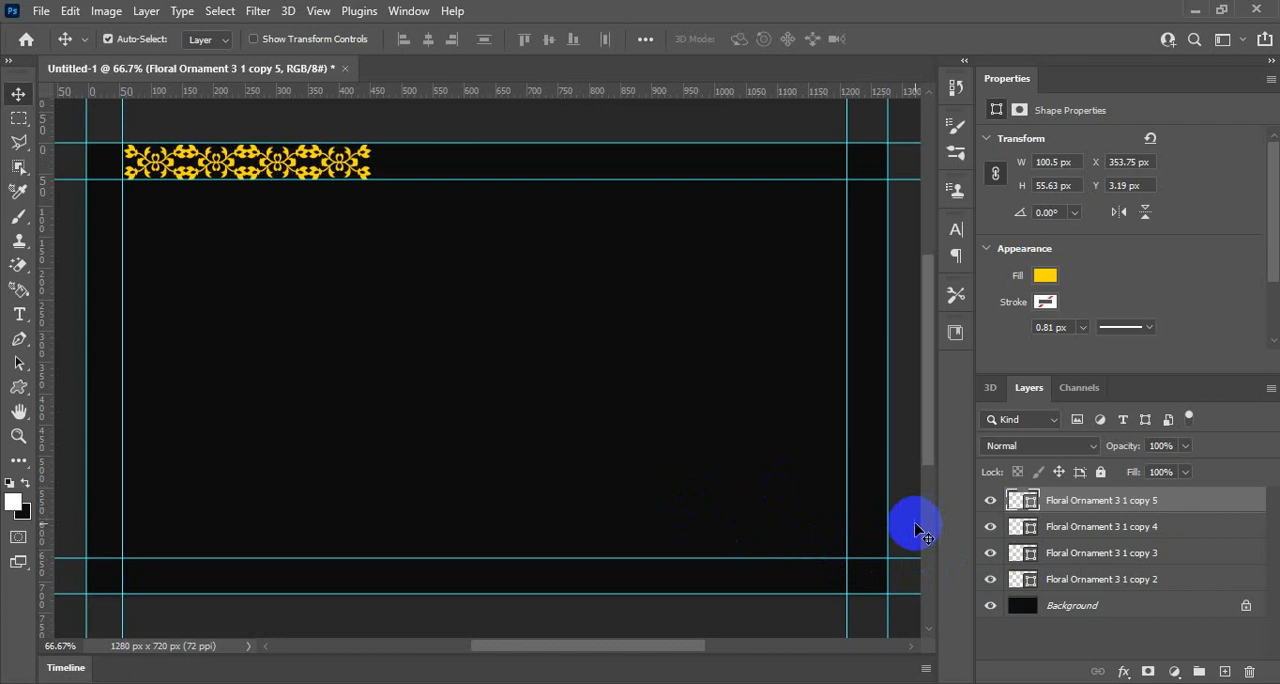 Ps File Edit Image Layer Type Select Filter 3D View Plugins Window Help
Auto-Select: Layer Show Transform Controls 3D Mode:
Untitled-1 @ 66.7% (Floral Ornament 3 1 copy 5, RGB/8#) * ×
50 0 50 100 150 200 250 300 350 400 450 500 550 600 650 700 750 800 850 900 950 1000 1050 1100 1150 1200 1250 1300
Properties
Shape Properties
Transform
W 100.5 px X 353.75 px
H 55.63 px Y 3.19 px
0.00°
Appearance
Fill
Stroke
0.81 px
3D Layers Channels
Kind
Normal Opacity: 100%
Lock: Fill: 100%
Floral Ornament 3 1 copy 5
Floral Ornament 3 1 copy 4
Floral Ornament 3 1 copy 3
Floral Ornament 3 1 copy 2
Background
66.67% 1280 px x 720 px (72 ppi)
Timeline